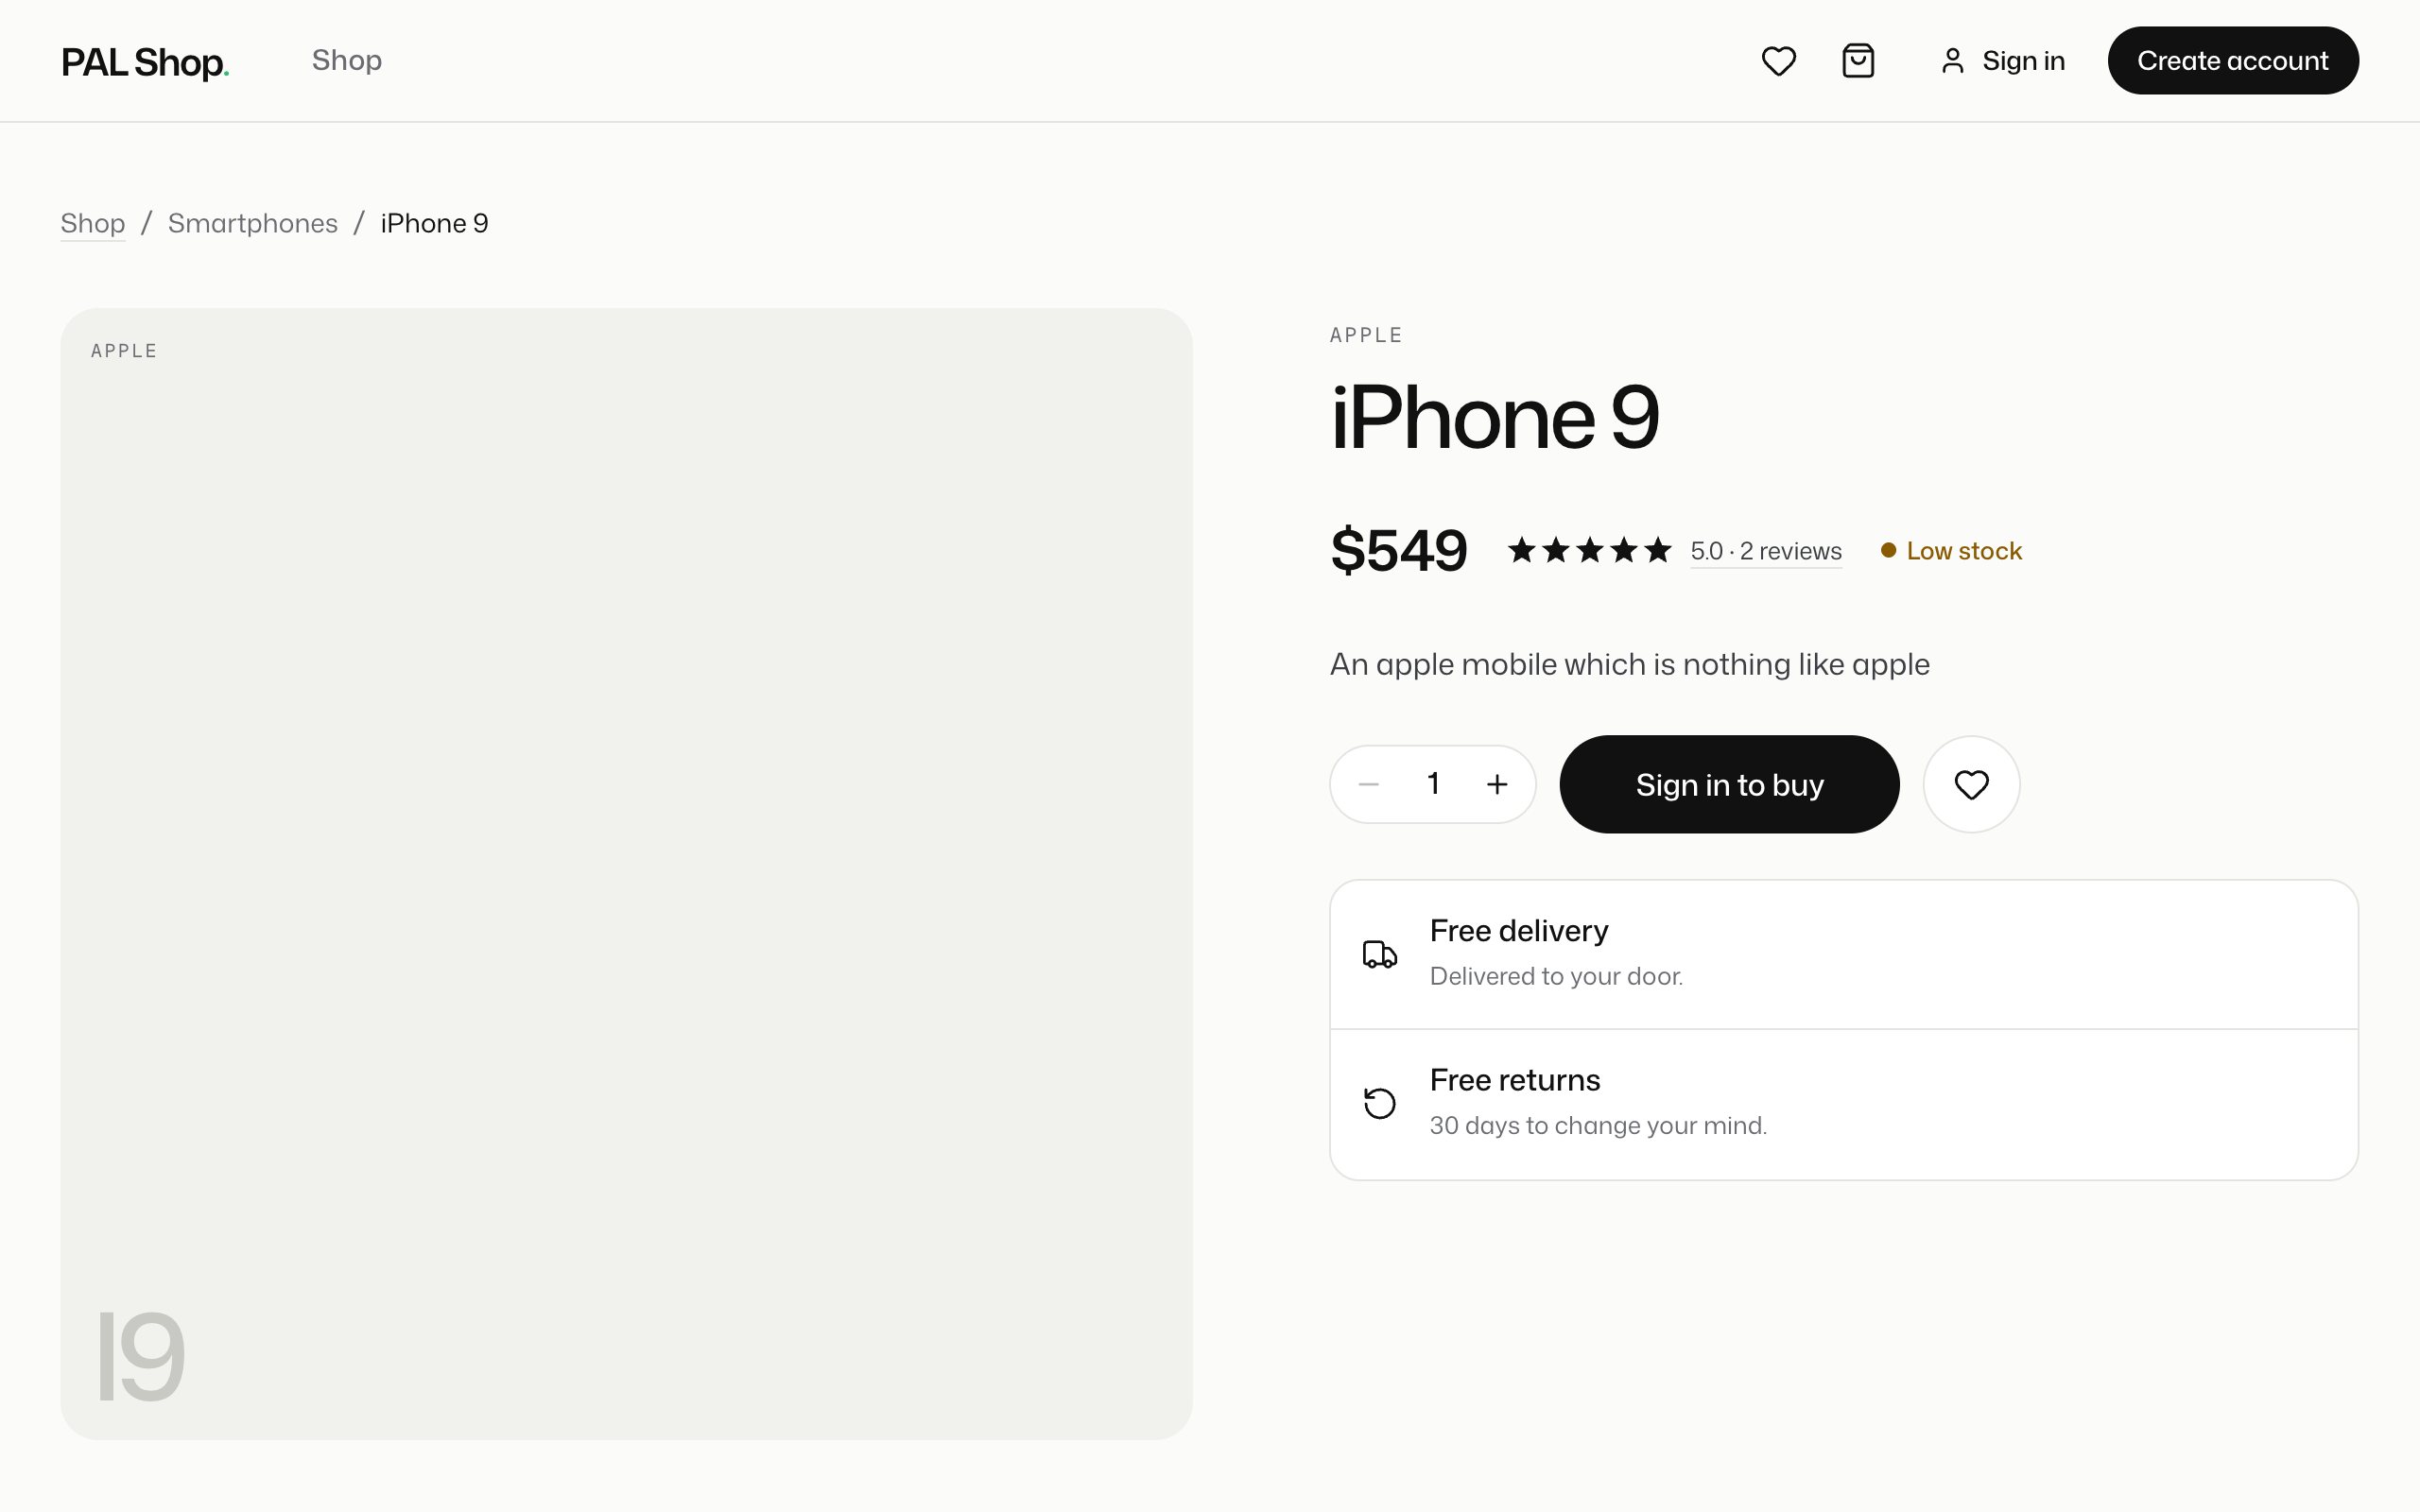 PAL Shop.
Shop
Sign in
Create account
Shop / Smartphones / iPhone 9
APPLE
I9
APPLE
iPhone 9
$549
5.0 · 2 reviews
Low stock
An apple mobile which is nothing like apple
1
Sign in to buy
Free delivery
Delivered to your door.
Free returns
30 days to change your mind.